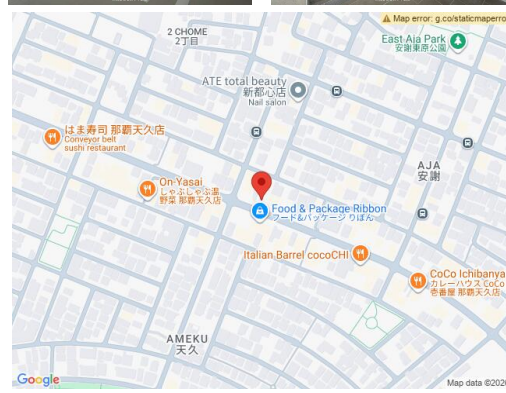 Map error: g.co/staticmaperro
2 CHOME
2丁目
East Aja Park
安謝東原公園
ATE total beauty
新都心店
Nail salon
はま寿司 那覇天久店
Conveyor belt
sushi restaurant
AJA
安謝
On-Yasai
しゃぶしゃぶ温
野菜 那覇天久店
Food & Package Ribbon
フード&パッケージ りぼん
Italian Barrel cocoCHI
CoCo Ichibanya
カレーハウス CoCo
壱番屋 那覇天久店
AMEKU
天久
Google
Map data ©2026